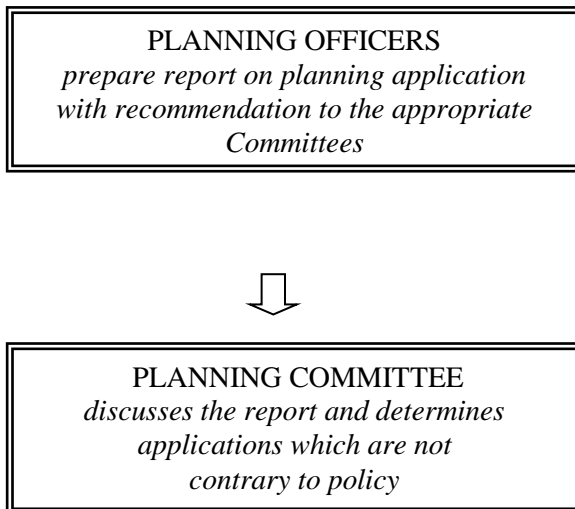 PLANNING OFFICERS
prepare report on planning application
with recommendation to the appropriate
Committees
PLANNING COMMITTEE
discusses the report and determines
applications which are not
contrary to policy